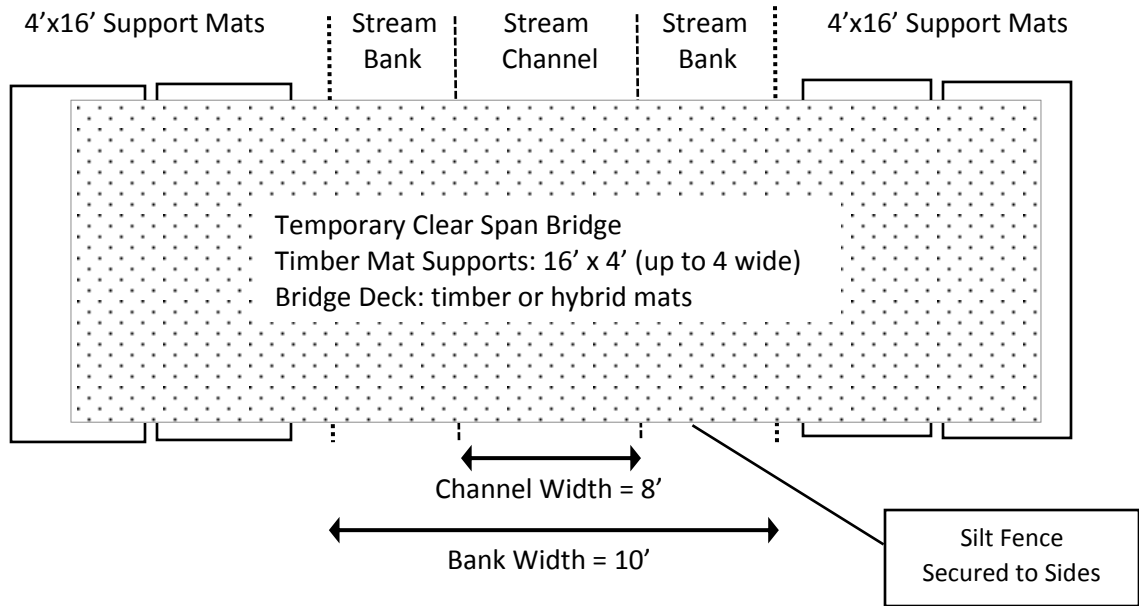 4’x16’ Support Mats
Stream
Bank
Stream
Channel
Stream
Bank
4’x16’ Support Mats
Temporary Clear Span Bridge
Timber Mat Supports: 16’ x 4’ (up to 4 wide)
Bridge Deck: timber or hybrid mats
Channel Width = 8’
Bank Width = 10’
Silt Fence
Secured to Sides